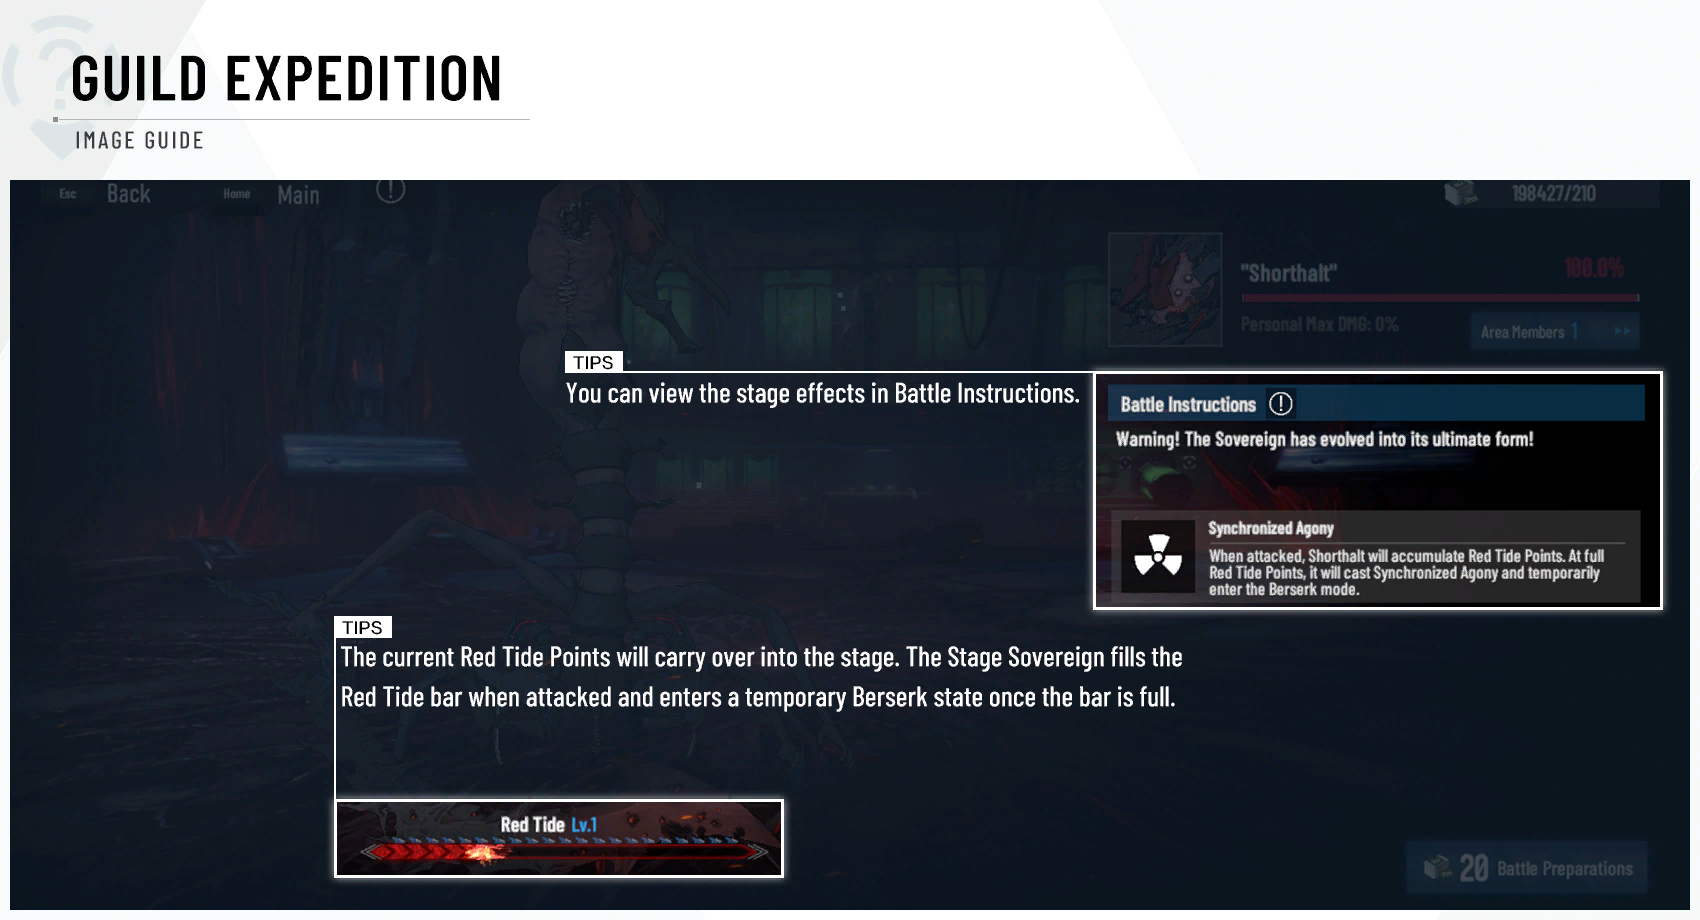 GUILD EXPEDITION
IMAGE GUIDE
Esc Back Home Main
198427/210
"Shorthalt" 100.0%
Personal Max DMG: 0%
Area Members 1
TIPS
You can view the stage effects in Battle Instructions.
Battle Instructions
Warning! The Sovereign has evolved into its ultimate form!
Synchronized Agony
When attacked, Shorthalt will accumulate Red Tide Points. At full
Red Tide Points, it will cast Synchronized Agony and temporarily
enter the Berserk mode.
TIPS
The current Red Tide Points will carry over into the stage. The Stage Sovereign fills the
Red Tide bar when attacked and enters a temporary Berserk state once the bar is full.
Red Tide Lv.1
20 Battle Preparations